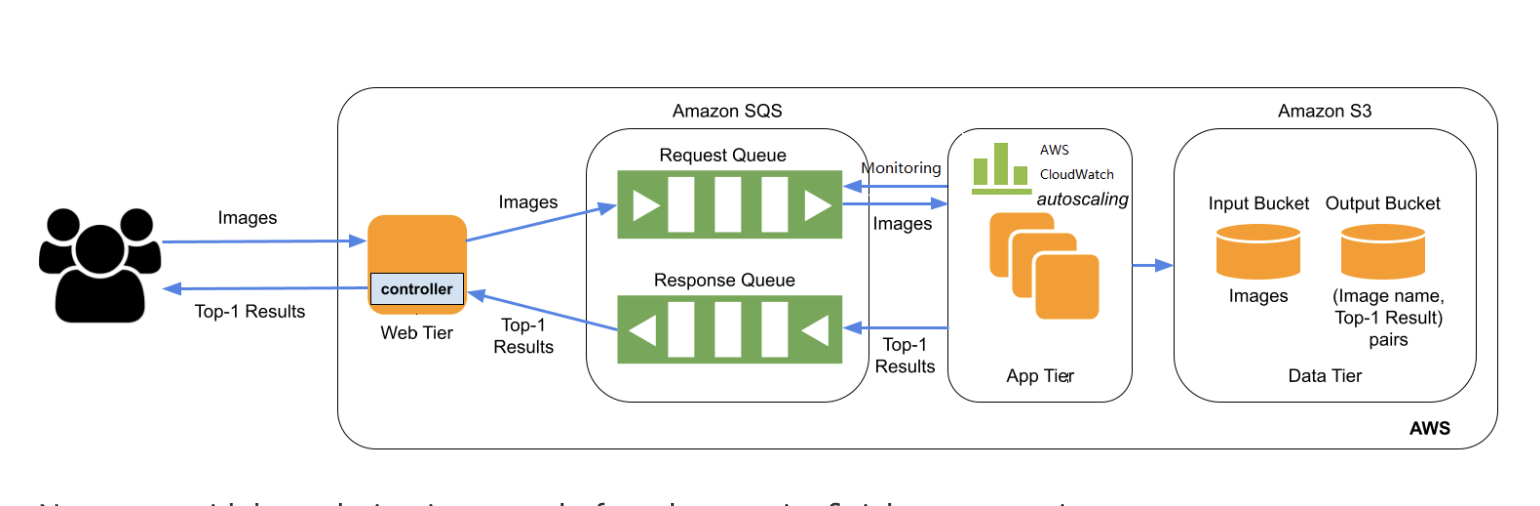 Amazon SQS
Amazon S3
Request Queue
Monitoring
AWS
CloudWatch
autoscaling
Images
Images
Images
Input Bucket
Output Bucket
Response Queue
controller
Images
(Image name,
Top-1 Result)
pairs
Top-1 Results
Web Tier
Top-1
Results
Top-1
Results
App Tier
Data Tier
AWS